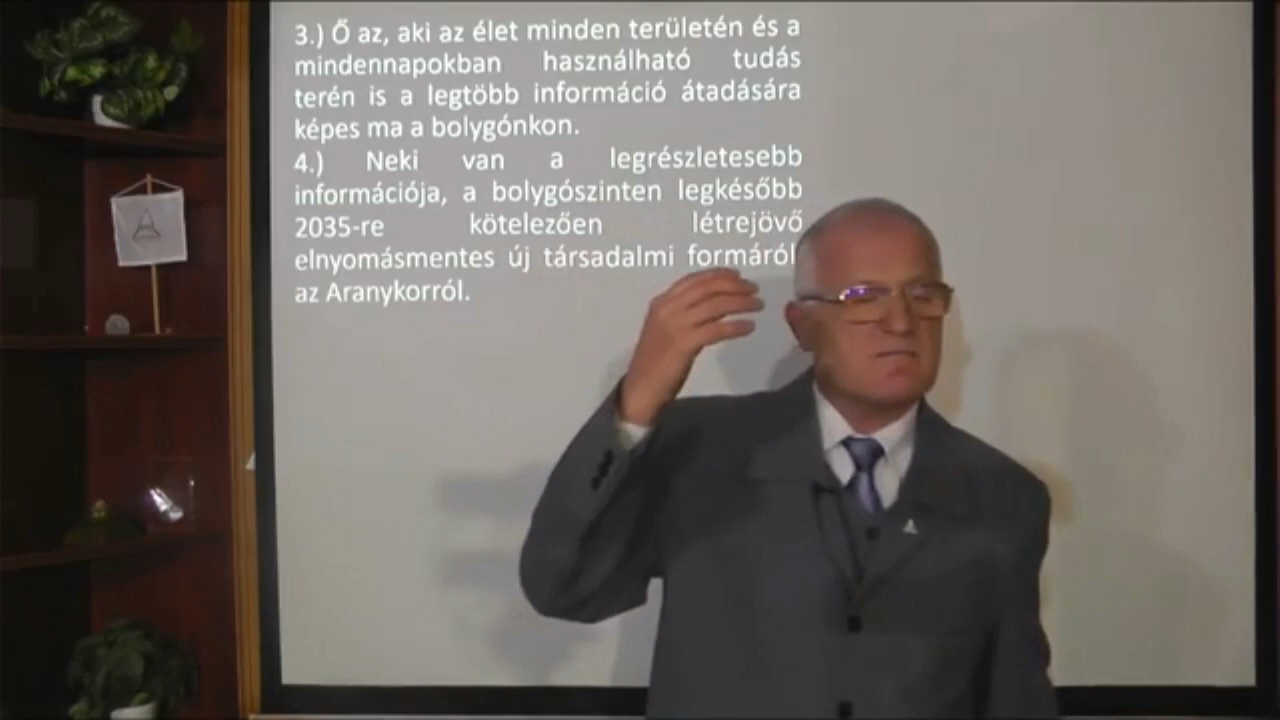 3.) Ő az, aki az élet minden területén és a
mindennapokban használható tudás
terén is a legtöbb információ átadására
képes ma a bolygónkon.
4.) Neki van a legrészletesebb
információja, a bolygószinten legkésőbb
2035-re kötelezően létrejövő
elnyomásmentes új társadalmi formáról,
az Aranykorról.